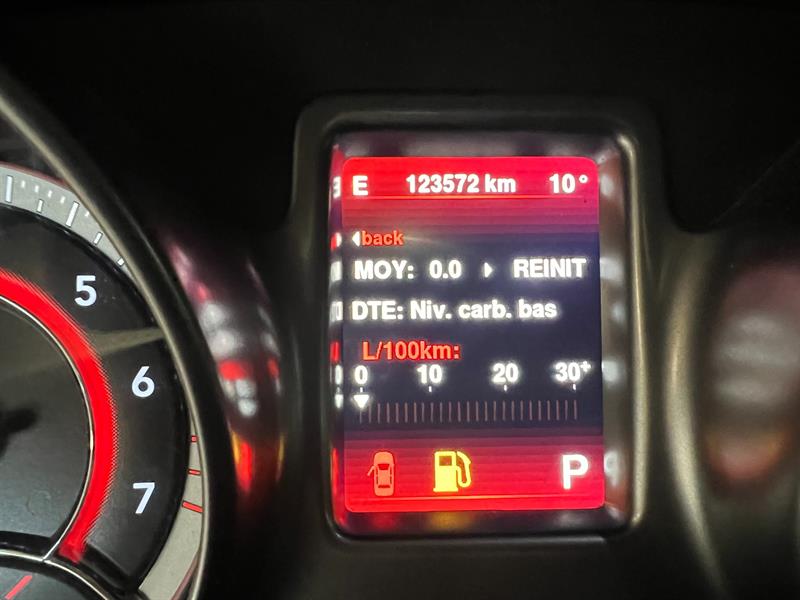 E 123572 km 10°
back
MOY: 0.0 REINIT
DTE: Niv. carb. bas
L/100km:
0 10 20 30+
P
5
6
7